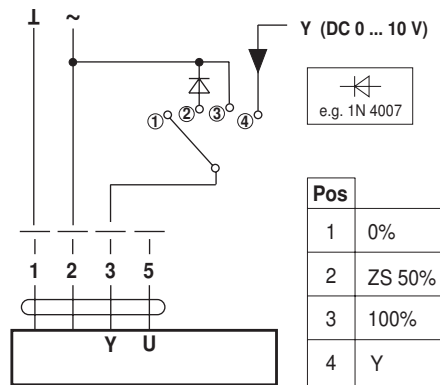 ⊥ ~
Y (DC 0 ... 10 V)
① ② ③ ④
e.g. 1N 4007
1 2 3 5
Y U
Pos
1 0%
2 ZS 50%
3 100%
4 Y